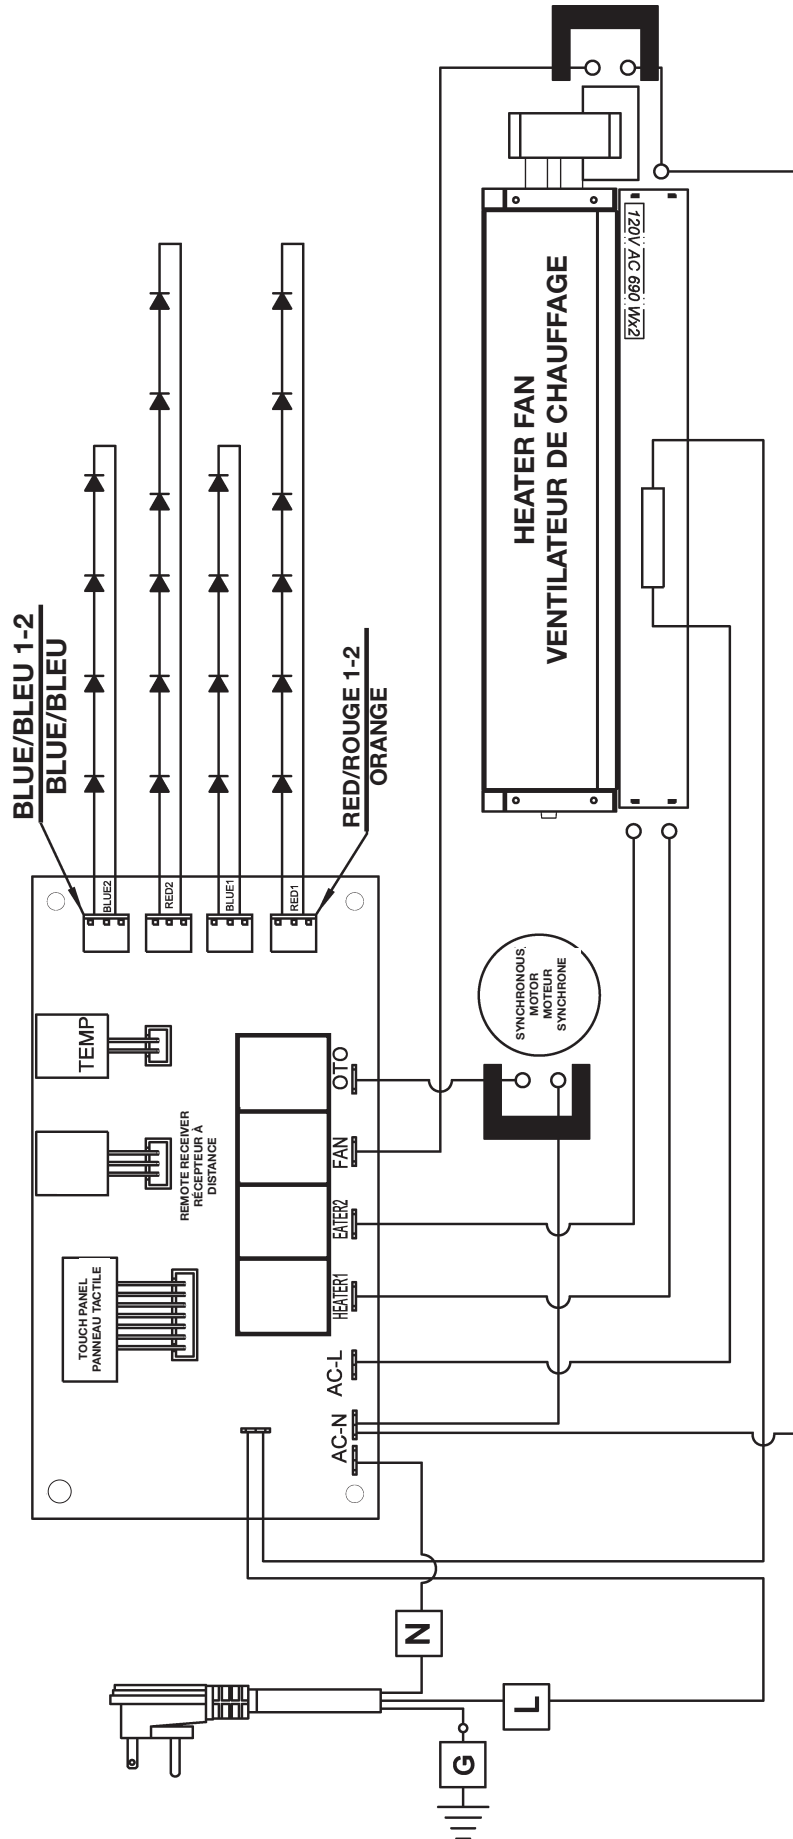 BLUE/BLEU 1-2
BLUE/BLEU
RED/ROUGE 1-2
ORANGE
BLUE2
RED2
BLUE1
RED1
TEMP
REMOTE RECEIVER
RÉCEPTEUR À
DISTANCE
TOUCH PANEL
PANNEAU TACTILE
OTO
FAN
EATER2
HEATER1
AC-L
AC-N
SYNCHRONOUS
MOTOR
MOTEUR
SYNCHRONE
HEATER FAN
VENTILATEUR DE CHAUFFAGE
120V AC 690 Wx2
N
L
G